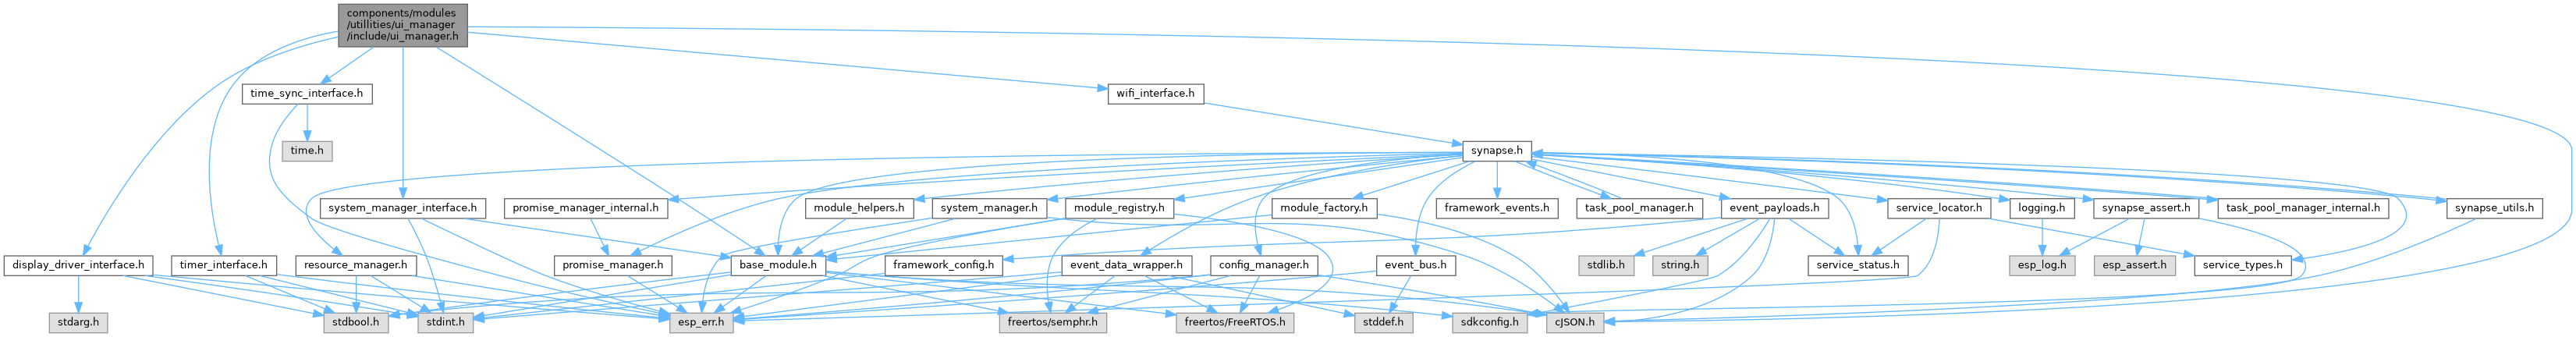 components/modules
/utillities/ui_manager
/include/ui_manager.h
time_sync_interface.h
wifi_interface.h
time.h
synapse.h
system_manager_interface.h
promise_manager_internal.h
module_helpers.h
system_manager.h
module_registry.h
module_factory.h
framework_events.h
task_pool_manager.h
event_payloads.h
service_locator.h
logging.h
synapse_assert.h
task_pool_manager_internal.h
synapse_utils.h
display_driver_interface.h
timer_interface.h
resource_manager.h
promise_manager.h
base_module.h
framework_config.h
event_data_wrapper.h
config_manager.h
event_bus.h
stdlib.h
string.h
service_status.h
esp_log.h
esp_assert.h
service_types.h
stdarg.h
stdbool.h
stdint.h
esp_err.h
freertos/semphr.h
freertos/FreeRTOS.h
stddef.h
sdkconfig.h
cJSON.h